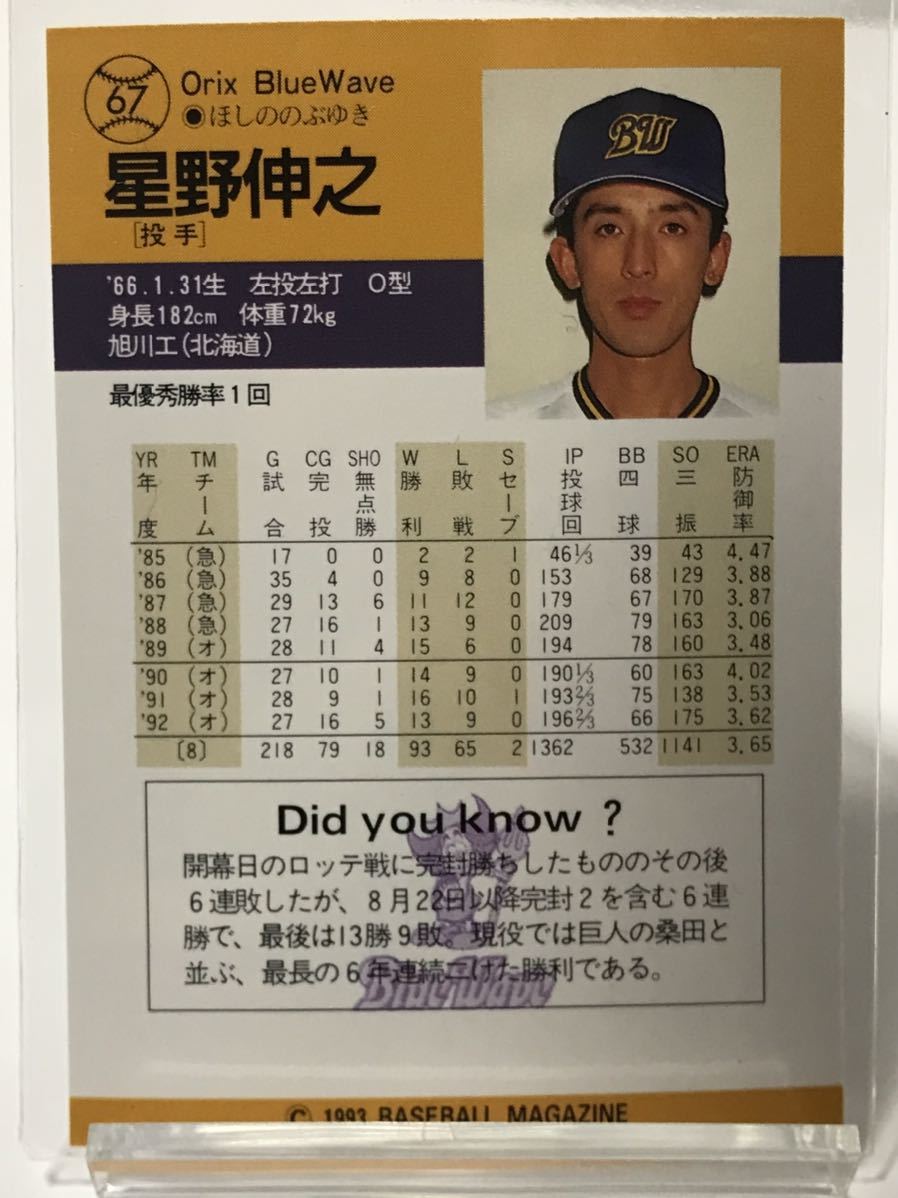 67
Orix BlueWave
●ほしののぶゆき
星野伸之
[投手]
BW
'66.1.31生 左投左打 O型
身長182cm 体重72kg
旭川工(北海道)
最優秀勝率1回
YR TM G CG SHO W L S IP BB SO ERA
年度 チーム 試合 完投 無点勝 勝利 敗戦 セーブ 投球回 四球 三振 防御率
'85 (急) 17 0 0 2 2 1 46⅓ 39 43 4.47
'86 (急) 35 4 0 9 8 0 153 68 129 3.88
'87 (急) 29 13 6 11 12 0 179 67 170 3.87
'88 (急) 27 16 1 13 9 0 209 79 163 3.06
'89 (オ) 28 11 4 15 6 0 194 78 160 3.48
'90 (オ) 27 10 1 14 9 0 190⅓ 60 163 4.02
'91 (オ) 28 9 1 16 10 1 193⅔ 75 138 3.53
'92 (オ) 27 16 5 13 9 0 196⅔ 66 175 3.62
〔8〕 218 79 18 93 65 2 1362 532 1141 3.65
Did you know ?
開幕日のロッテ戦に完封勝ちしたもののその後
6連敗したが、8月22日以降完封2を含む6連
勝で、最後は13勝9敗。現役では巨人の桑田と
並ぶ、最長の6年連続二けた勝利である。
BlueWave
© 1993 BASEBALL MAGAZINE